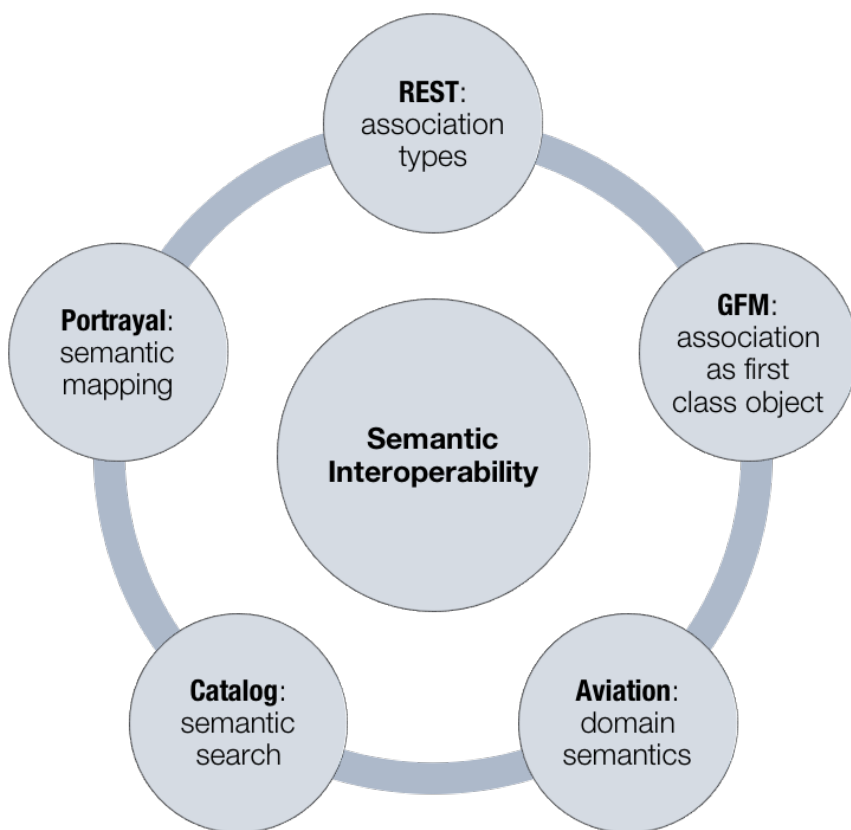 REST:
association
types
GFM:
association
as first
class object
Aviation:
domain
semantics
Catalog:
semantic
search
Portrayal:
semantic
mapping
Semantic
Interoperability